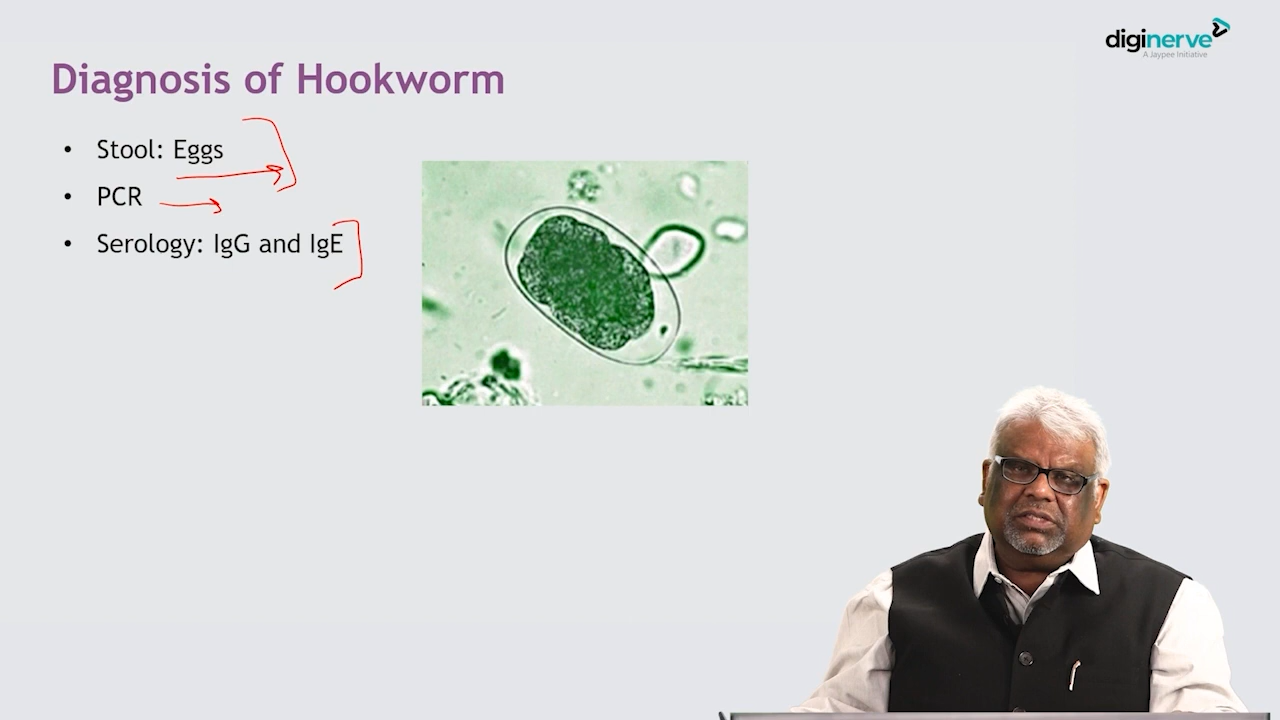 diginerve
A Jaypee Initiative
Diagnosis of Hookworm
• Stool: Eggs
• PCR
• Serology: IgG and IgE